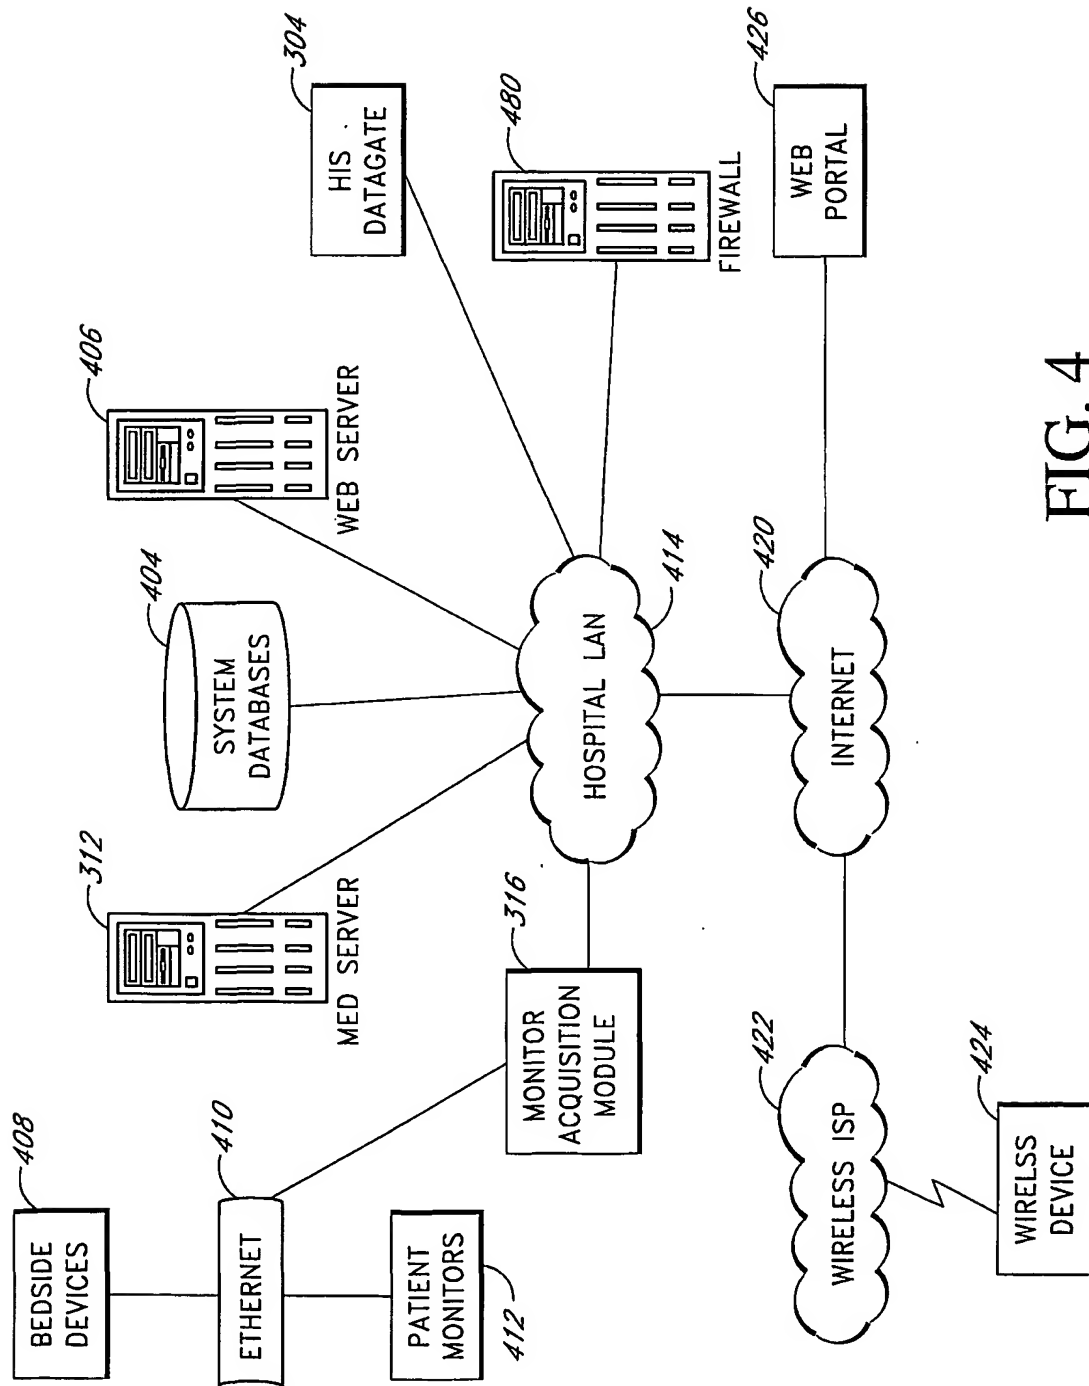 BEDSIDE
DEVICES
408
ETHERNET
410
PATIENT
MONITORS
412
312
MED SERVER
MONITOR
ACQUISITION
MODULE
316
404
SYSTEM
DATABASES
406
WEB SERVER
HIS
DATAGATE
304
480
FIREWALL
HOSPITAL LAN
414
INTERNET
420
WEB
PORTAL
426
WIRELESS ISP
422
WIRELSS
DEVICE
424
FIG. 4